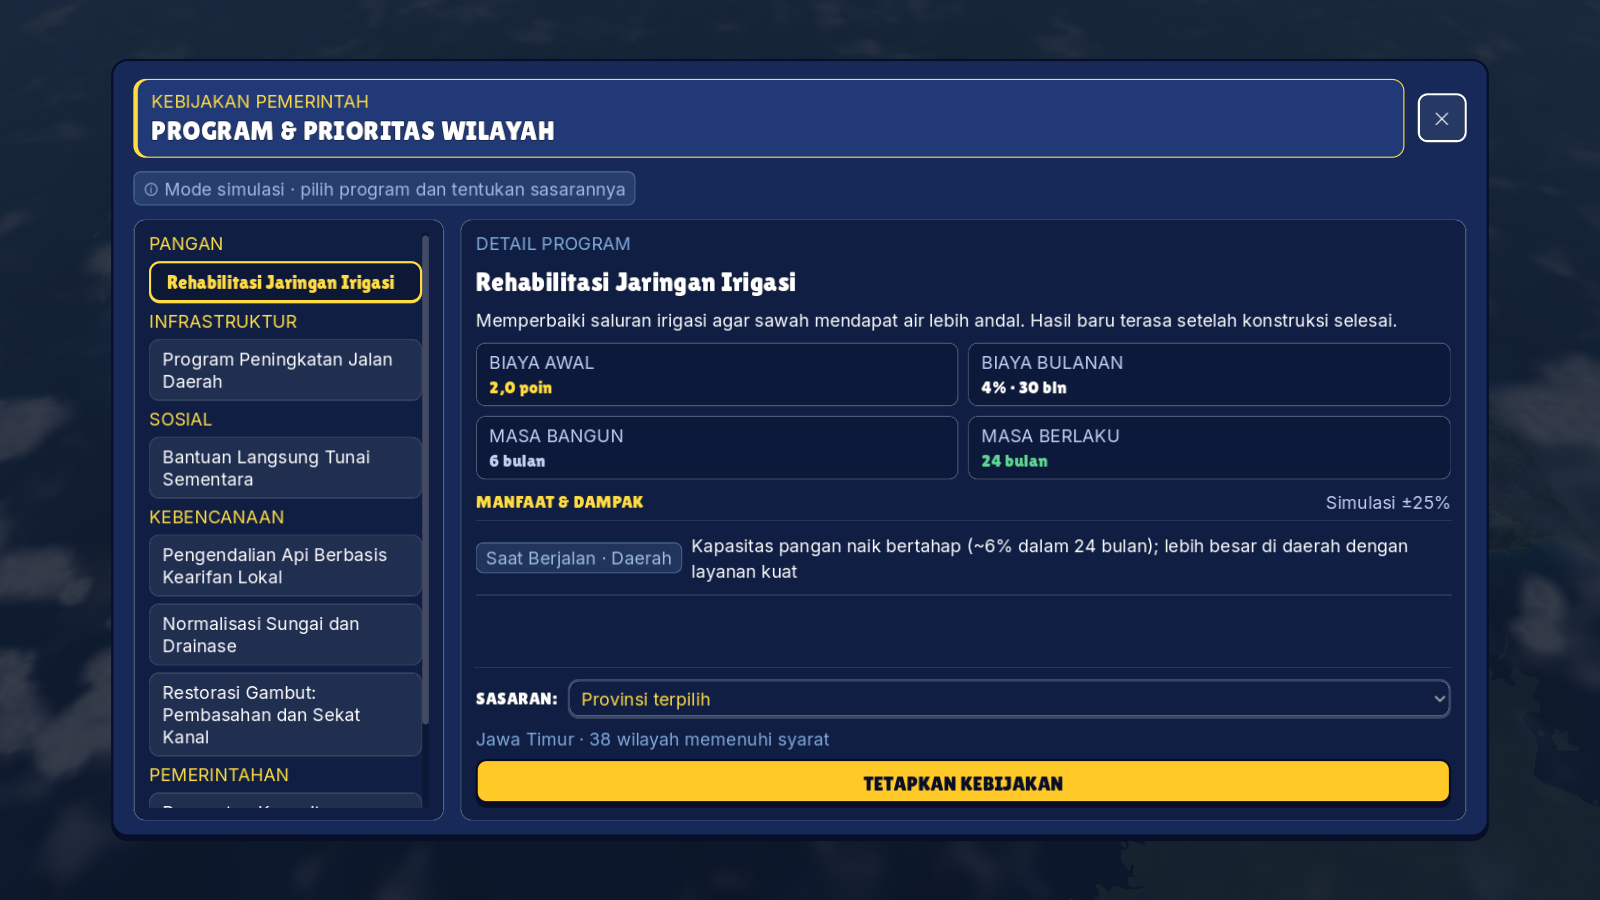 KEBIJAKAN PEMERINTAH
PROGRAM & PRIORITAS WILAYAH
Mode simulasi · pilih program dan tentukan sasarannya
PANGAN
Rehabilitasi Jaringan Irigasi
INFRASTRUKTUR
Program Peningkatan Jalan
Daerah
SOSIAL
Bantuan Langsung Tunai
Sementara
KEBENCANAAN
Pengendalian Api Berbasis
Kearifan Lokal
Normalisasi Sungai dan
Drainase
Restorasi Gambut:
Pembasahan dan Sekat
Kanal
PEMERINTAHAN
DETAIL PROGRAM
Rehabilitasi Jaringan Irigasi
Memperbaiki saluran irigasi agar sawah mendapat air lebih andal. Hasil baru terasa setelah konstruksi selesai.
BIAYA AWAL
2,0 poin
BIAYA BULANAN
4% · 30 bln
MASA BANGUN
6 bulan
MASA BERLAKU
24 bulan
MANFAAT & DAMPAK
Simulasi ±25%
Saat Berjalan · Daerah
Kapasitas pangan naik bertahap (~6% dalam 24 bulan); lebih besar di daerah dengan
layanan kuat
SASARAN:
Provinsi terpilih
Jawa Timur · 38 wilayah memenuhi syarat
TETAPKAN KEBIJAKAN